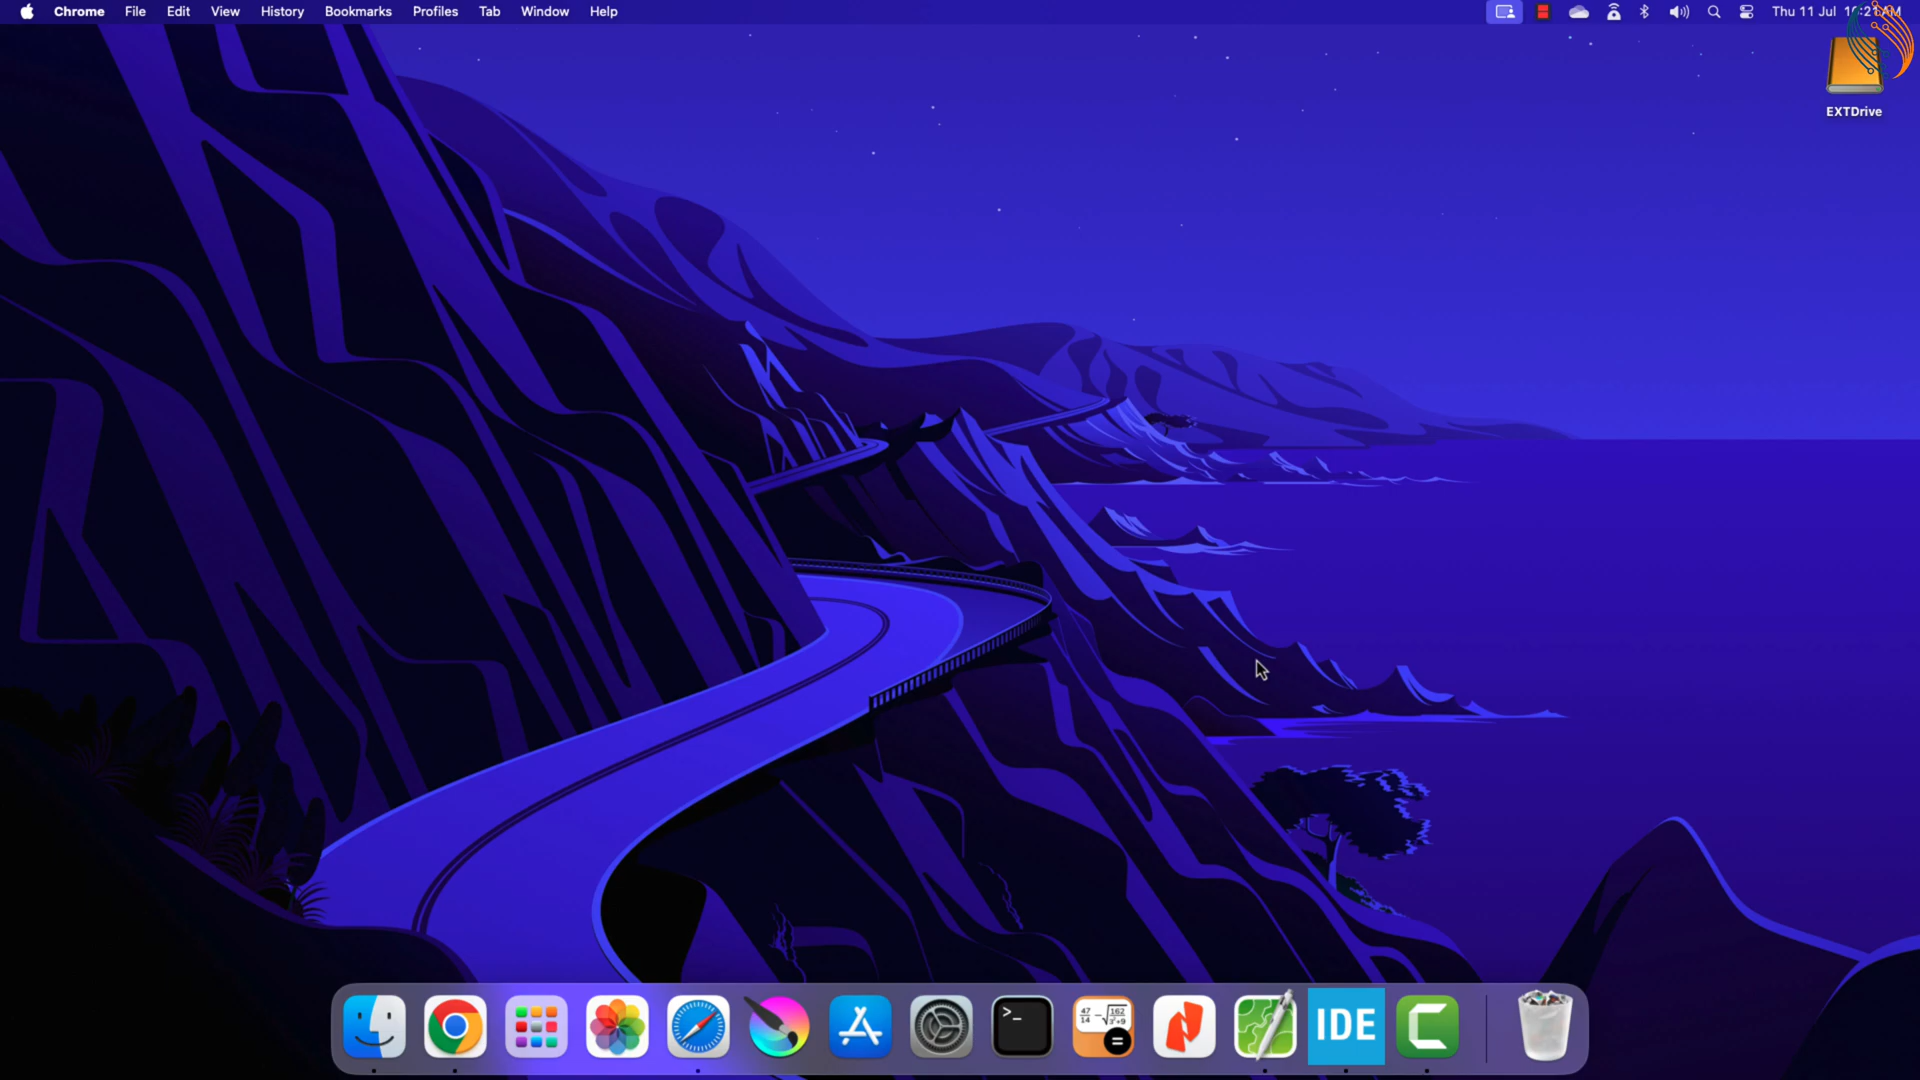 Chrome File Edit View History Bookmarks Profiles Tab Window Help
Thu 11 Jul
EXTDrive
>_
IDE